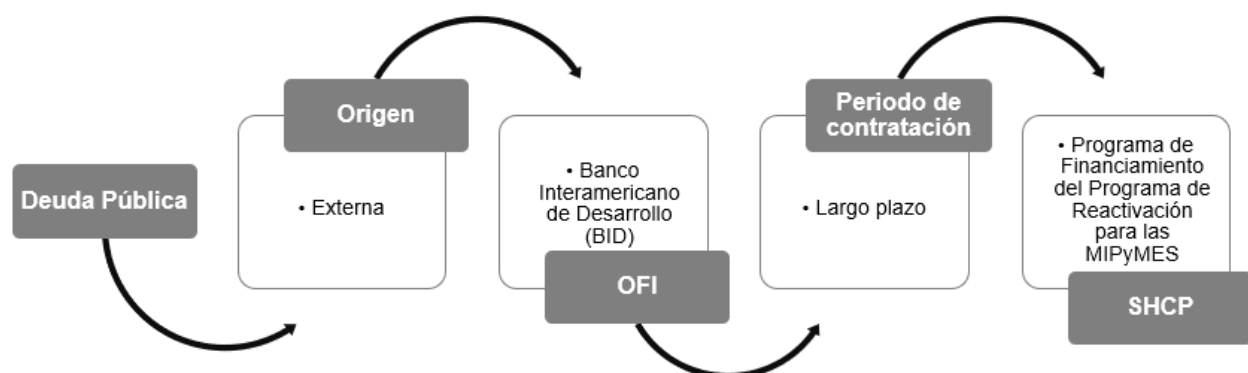 Deuda Pública
Origen
• Externa
• Banco
Interamericano
de Desarrollo
(BID)
OFI
Periodo de
contratación
• Largo plazo
• Programa de
Financiamiento
del Programa de
Reactivación
para las
MIPyMES
SHCP